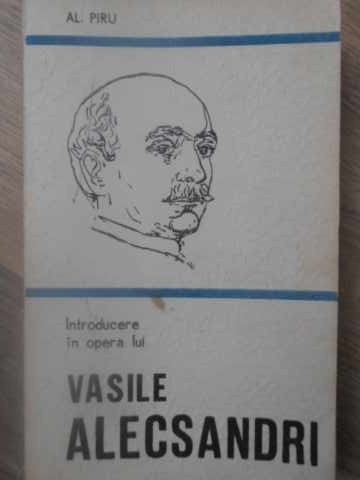 AL. PIRU
Introducere
în opera lui
VASILE
ALECSANDRI